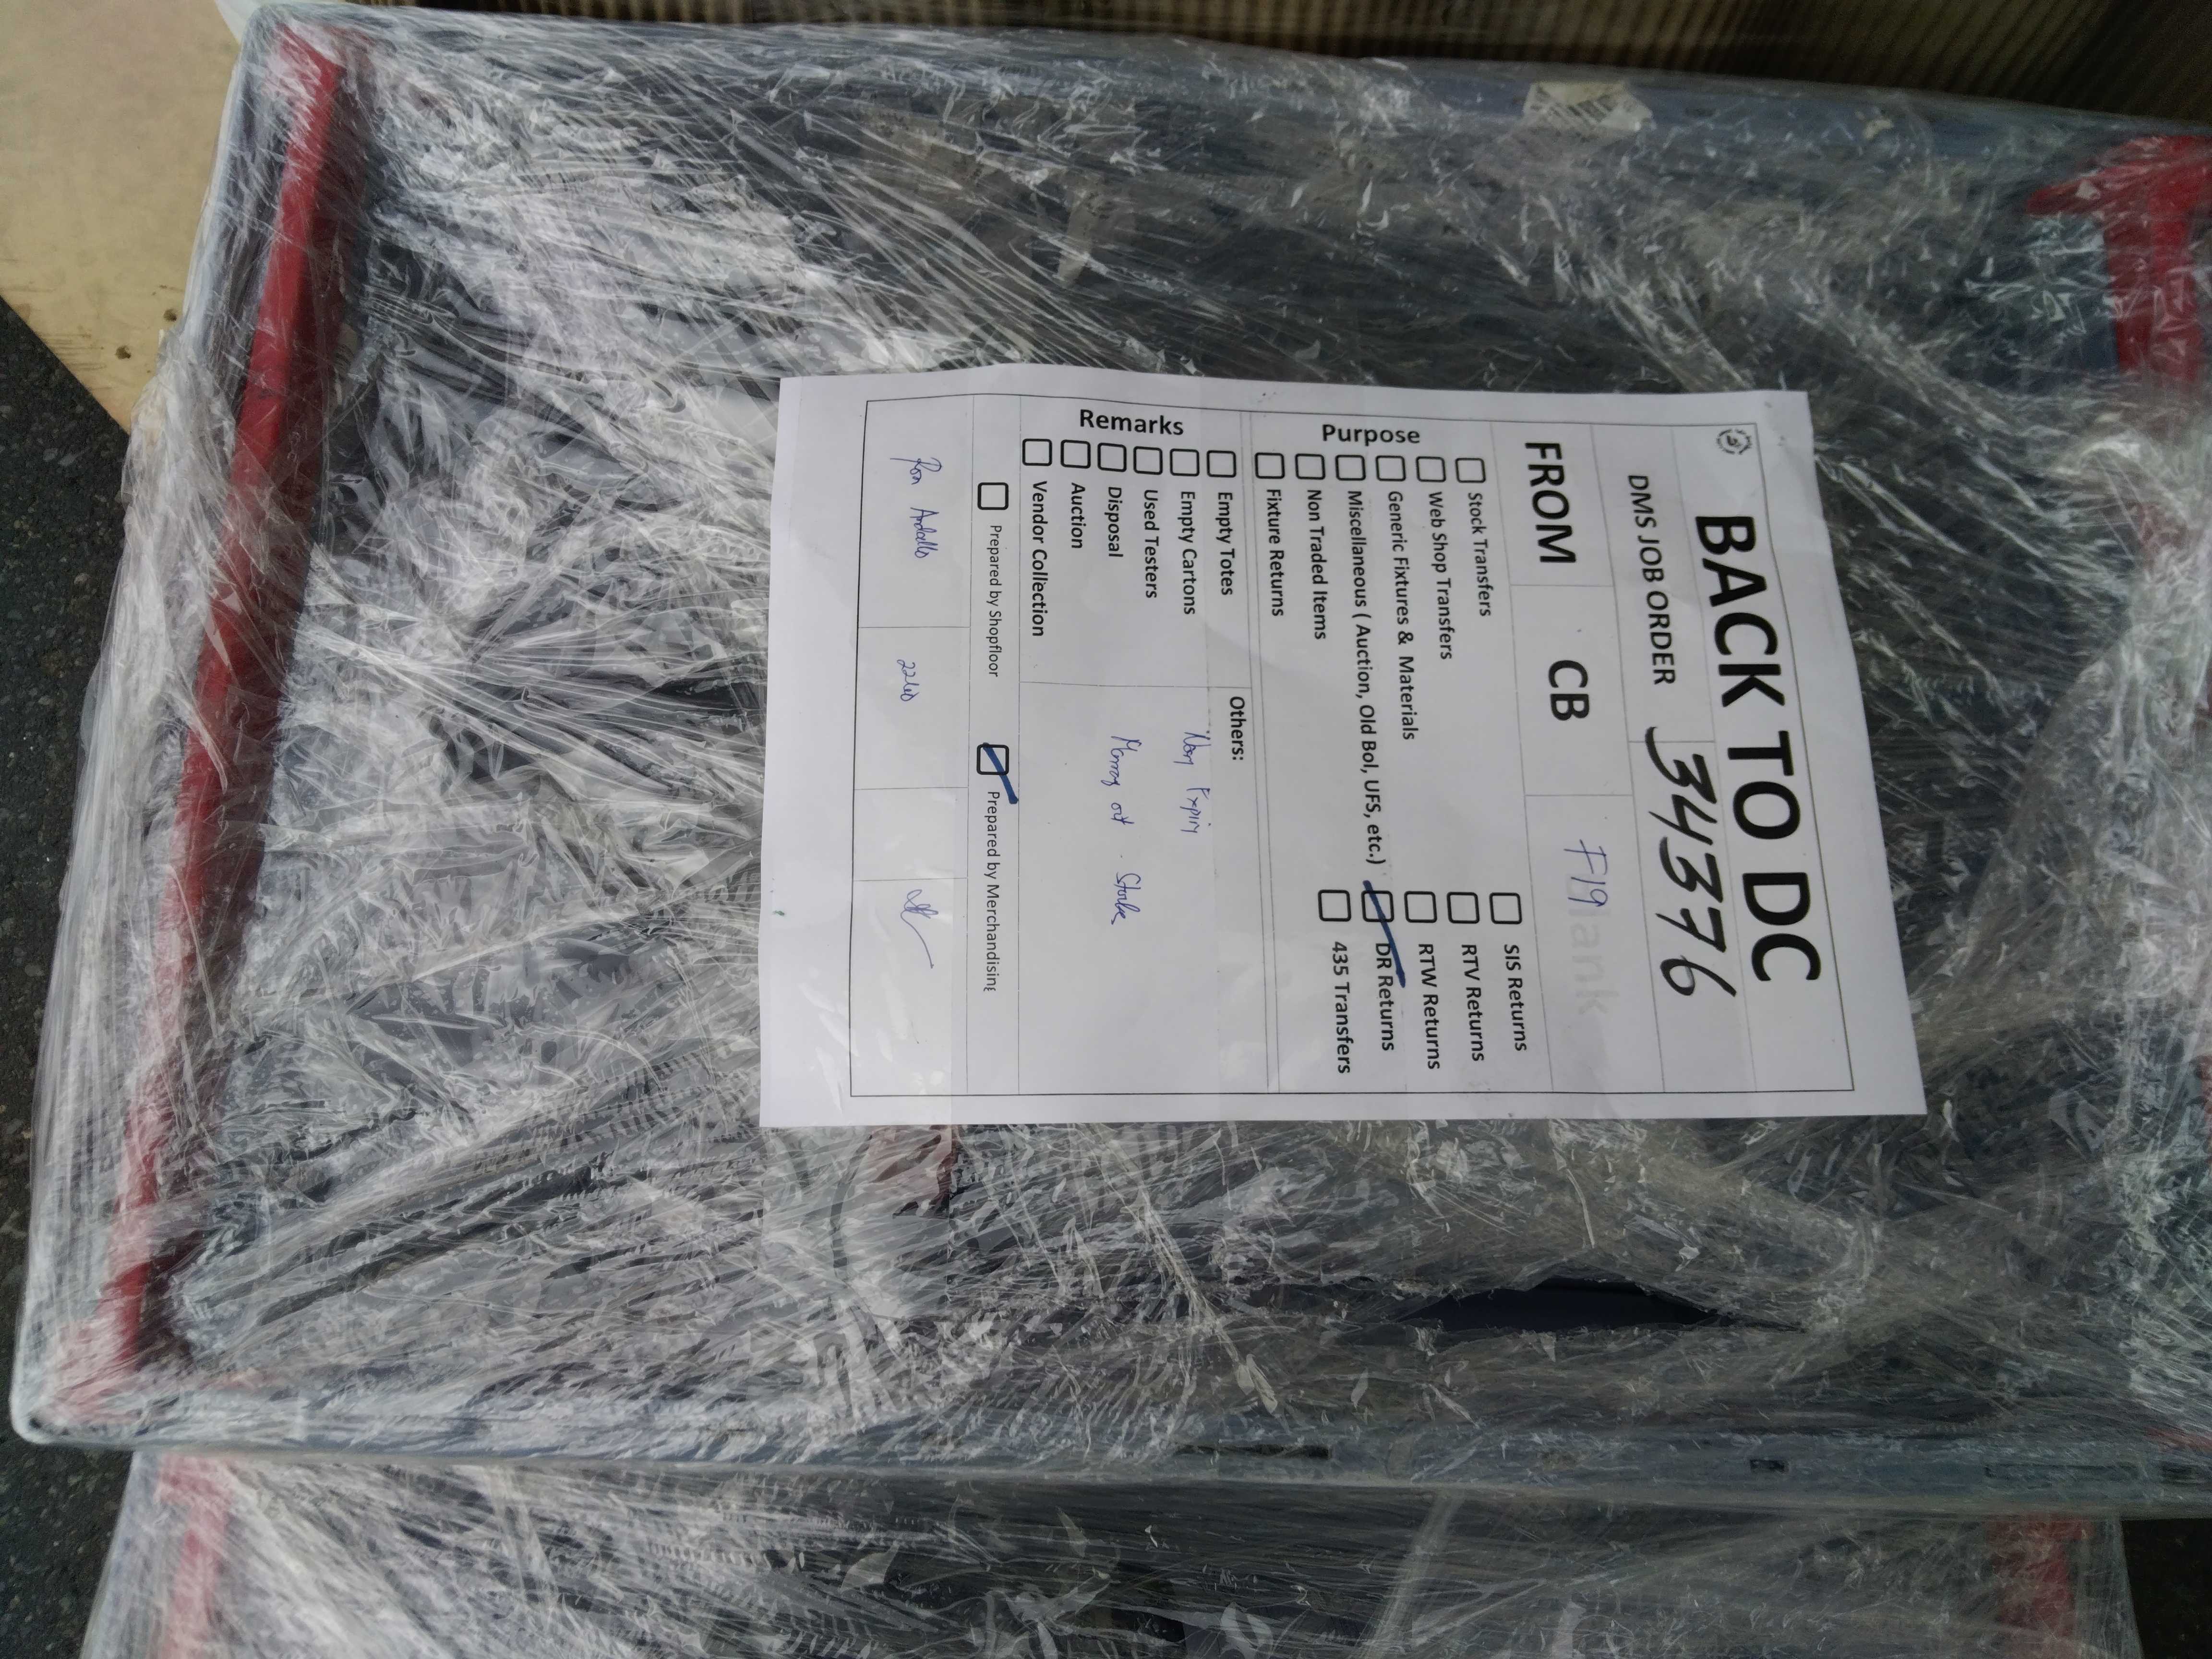 BACK TO DC
DMS JOB ORDER 34376
FROM CB F19
Purpose
Stock Transfers
Web Shop Transfers
Generic Fixtures & Materials
Miscellaneous ( Auction, Old Bol, UFS, etc.)
Non Traded Items
Fixture Returns
SIS Returns
RTV Returns
RTW Returns
DR Returns
435 Transfers
Remarks
Empty Totes
Empty Cartons
Used Testers
Disposal
Auction
Vendor Collection
Others:
Non Expiry
Prepared by Shopfloor
Prepared by Merchandising
Ron